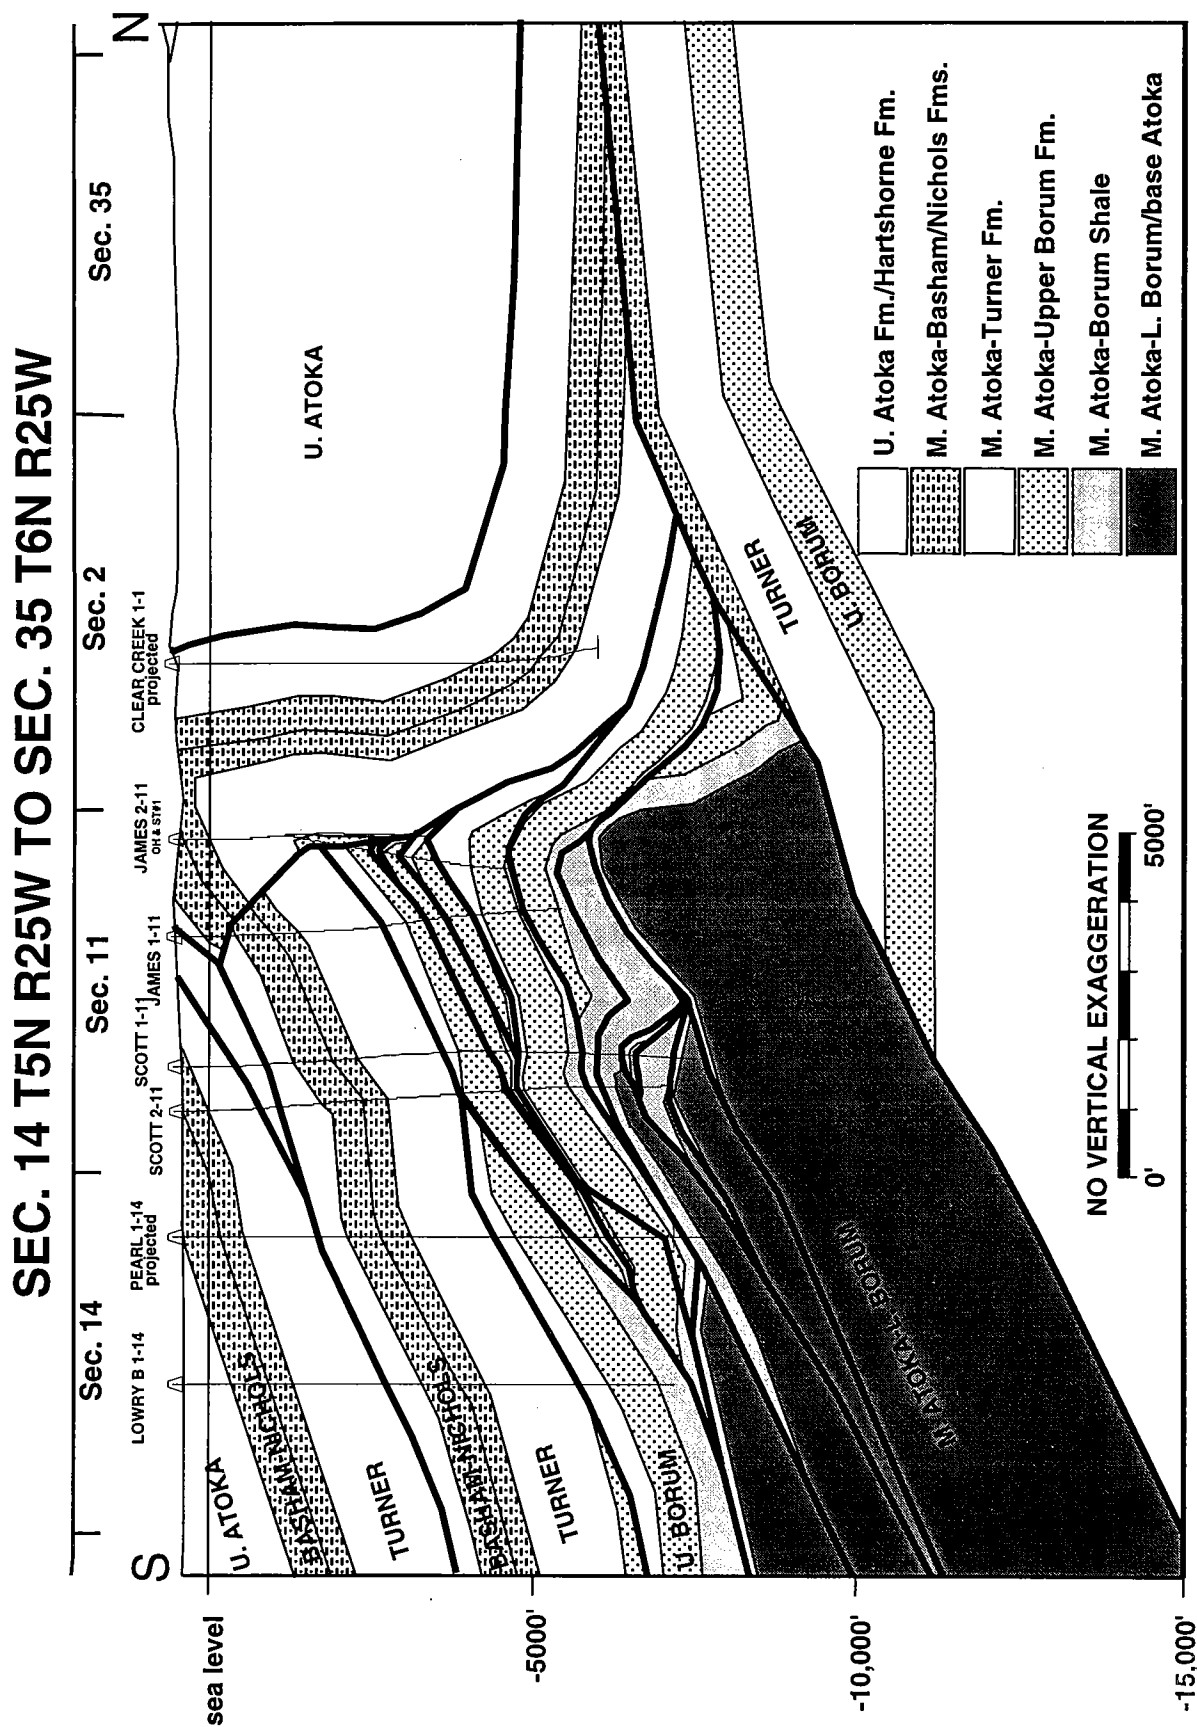 SEC. 14 T5N R25W TO SEC. 35 T6N R25W
Sec. 14
Sec. 11
Sec. 2
Sec. 35
S
N
LOWRY B 1-14
PEARL 1-14
projected
SCOTT 2-11
SCOTT 1-11
JAMES 1-11
JAMES 2-11
OH & ST#1
CLEAR CREEK 1-1
projected
sea level
-5000'
-10,000'
-15,000'
U. ATOKA
BASHAM-NICHOLS
TURNER
BASHAM-NICHOLS
TURNER
U. BORUM
M. ATOKA/L. BORUN
U. ATOKA
TURNER
U. BORUM
U. Atoka Fm./Hartshorne Fm.
M. Atoka-Basham/Nichols Fms.
M. Atoka-Turner Fm.
M. Atoka-Upper Borum Fm.
M. Atoka-Borum Shale
M. Atoka-L. Borum/base Atoka
NO VERTICAL EXAGGERATION
0'
5000'